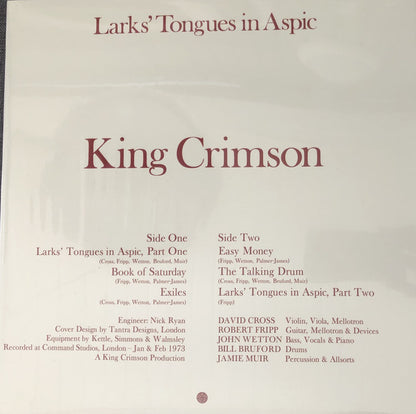 Larks' Tongues in Aspic
King Crimson
Side One
Larks' Tongues in Aspic, Part One
(Cross, Fripp, Wetton, Bruford, Muir)
Book of Saturday
(Fripp, Wetton, Palmer-James)
Exiles
(Cross, Fripp, Wetton, Palmer-James)
Engineer: Nick Ryan
Cover Design by Tantra Designs, London
Equipment by Kettle, Simmons & Walmsley
Recorded at Command Studios, London – Jan & Feb 1973
A King Crimson Production
Side Two
Easy Money
(Fripp, Wetton, Palmer-James)
The Talking Drum
(Cross, Fripp, Wetton, Bruford, Muir)
Larks' Tongues in Aspic, Part Two
(Fripp)
DAVID CROSS Violin, Viola, Mellotron
ROBERT FRIPP Guitar, Mellotron & Devices
JOHN WETTON Bass, Vocals & Piano
BILL BRUFORD Drums
JAMIE MUIR Percussion & Allsorts